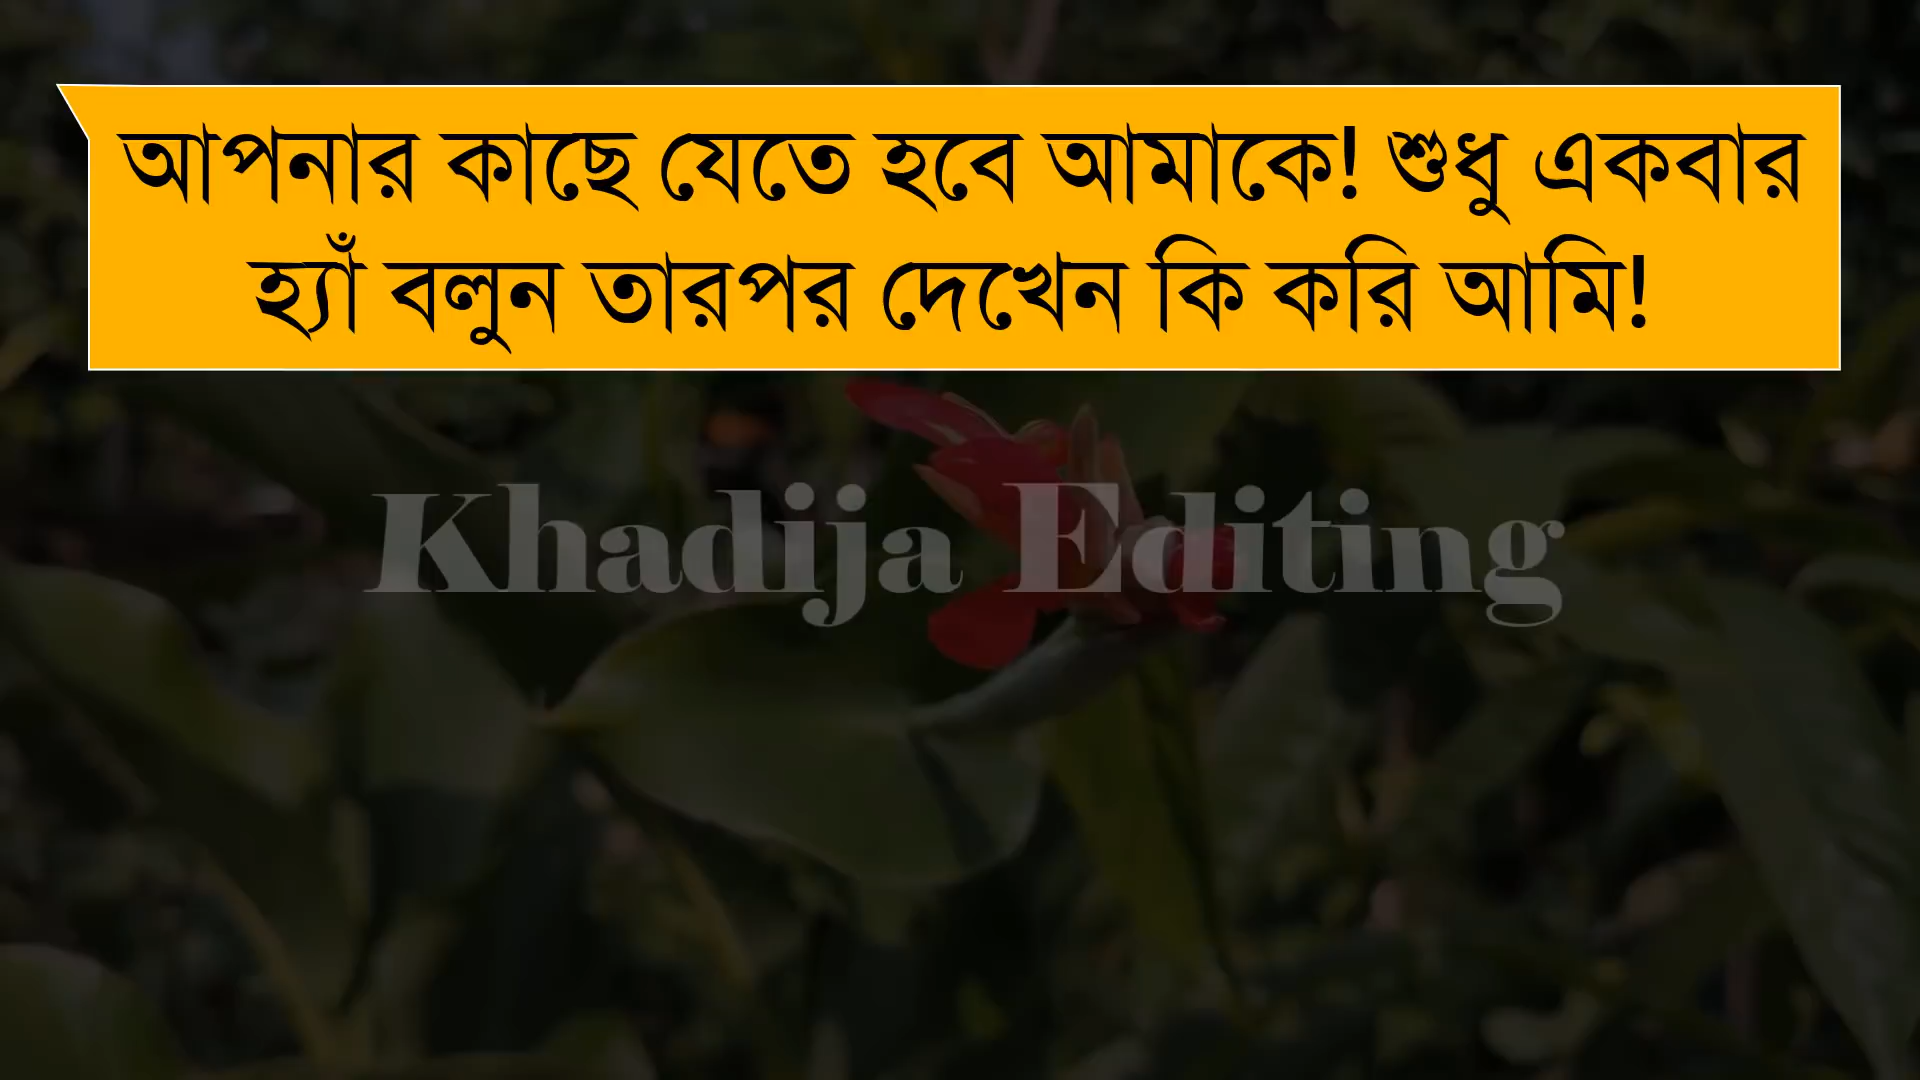 আপনার কাছে যেতে হবে আমাকে! শুধু একবার
হ্যাঁ বলুন তারপর দেখেন কি করি আমি!
Khadija Editing